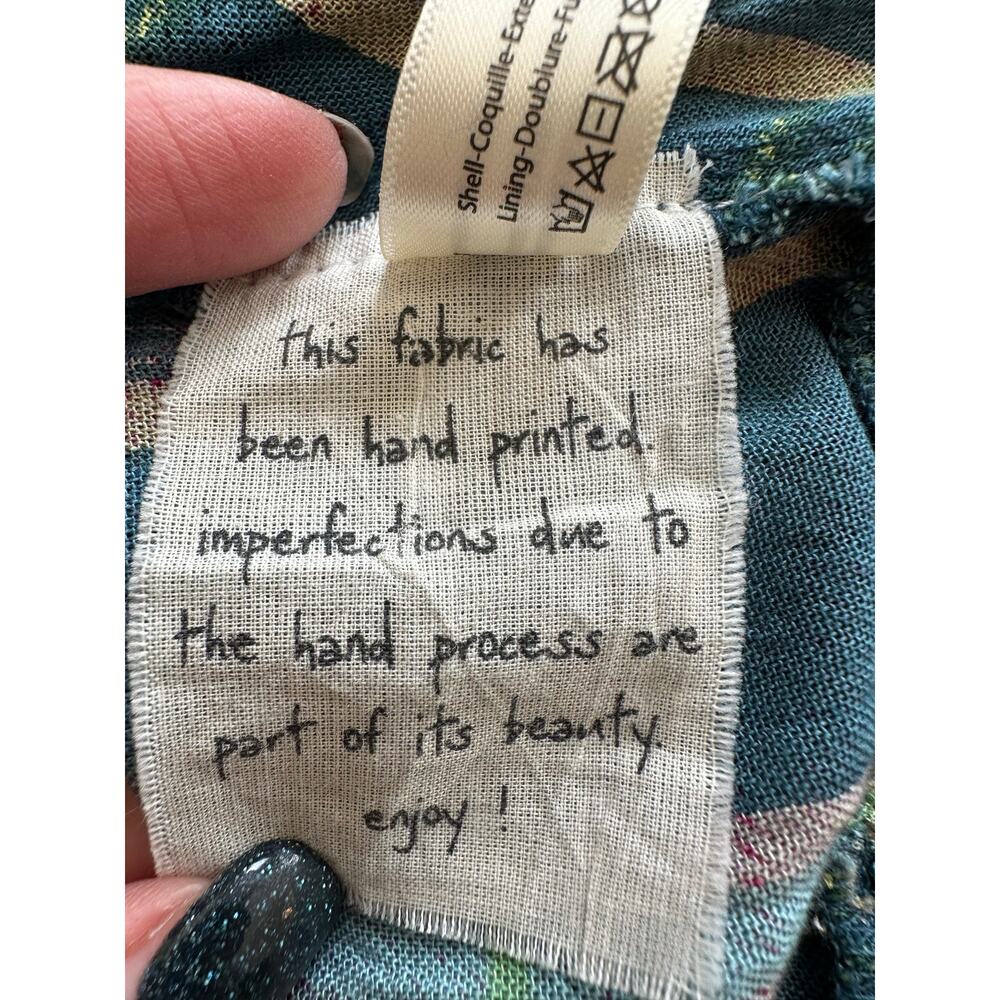 Shell-Coquille-Exte
Lining-Doublure-Fu
this fabric has
been hand printed.
imperfections due to
the hand process are
part of its beauty.
enjoy !